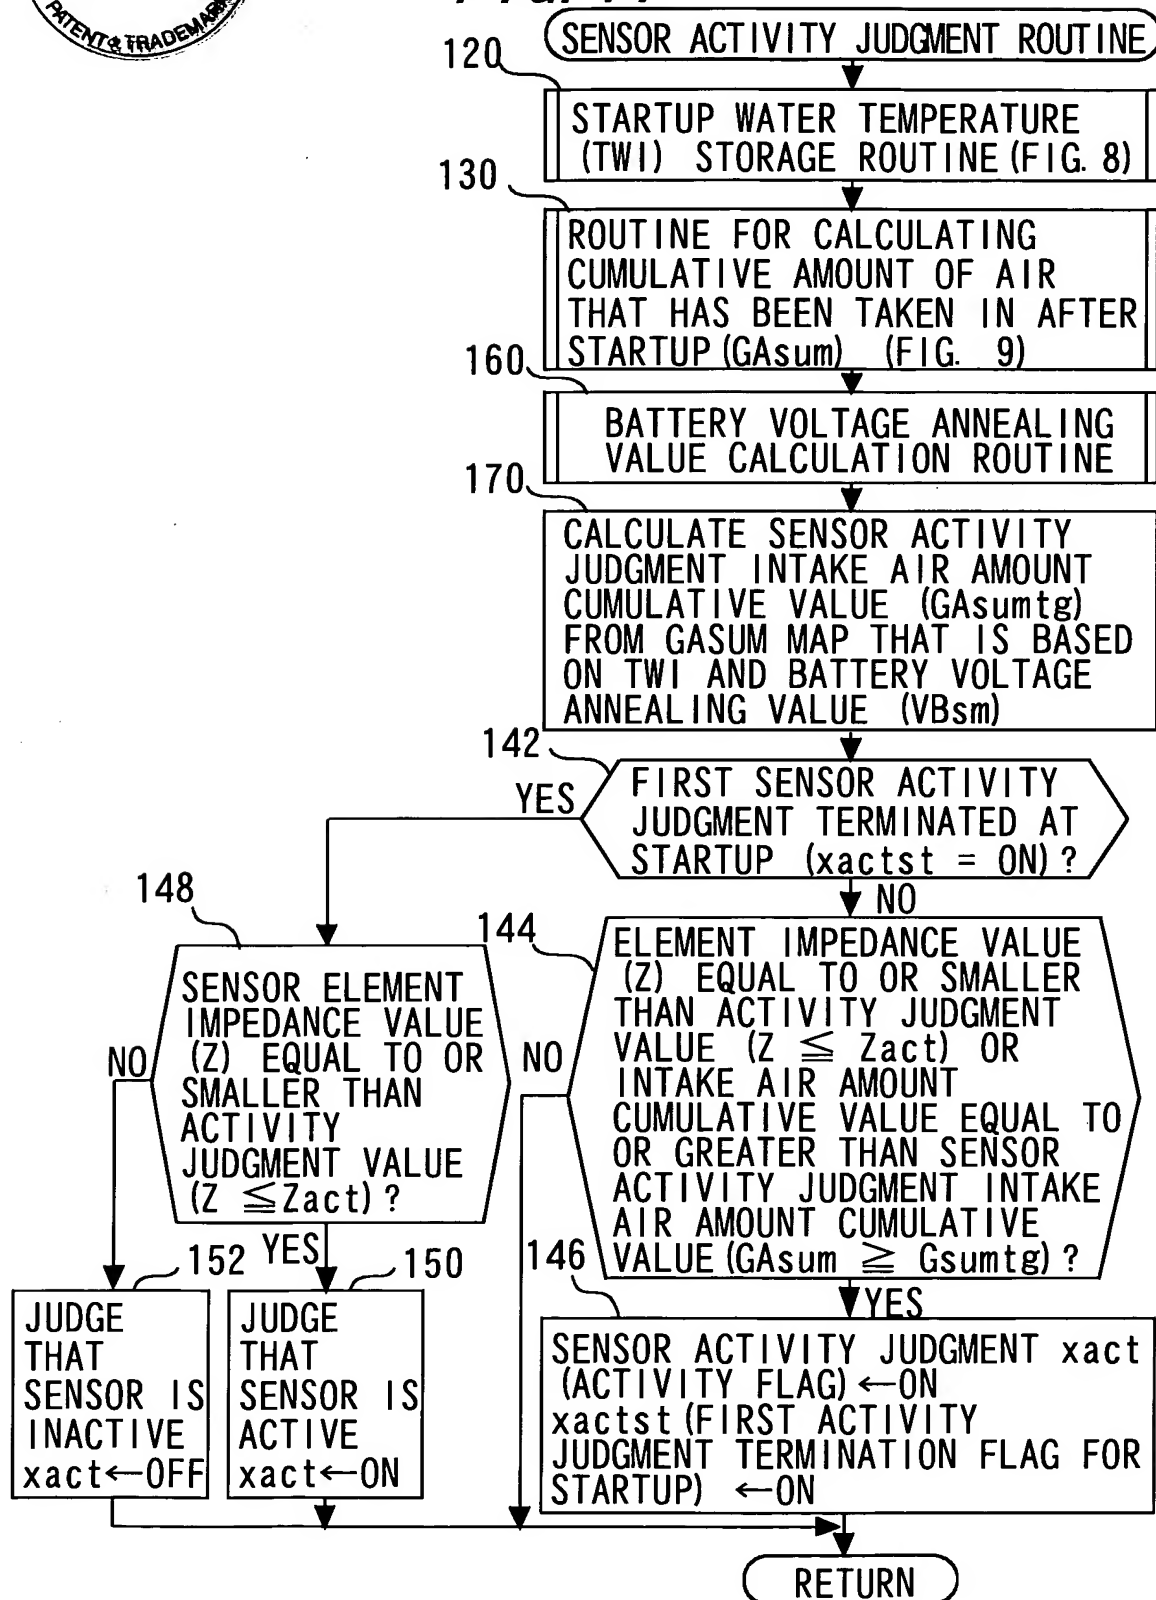 PATENT & TRADEMARK
SENSOR ACTIVITY JUDGMENT ROUTINE
120
STARTUP WATER TEMPERATURE
(TWI) STORAGE ROUTINE (FIG. 8)
130
ROUTINE FOR CALCULATING
CUMULATIVE AMOUNT OF AIR
THAT HAS BEEN TAKEN IN AFTER
STARTUP (GAsum) (FIG. 9)
160
BATTERY VOLTAGE ANNEALING
VALUE CALCULATION ROUTINE
170
CALCULATE SENSOR ACTIVITY
JUDGMENT INTAKE AIR AMOUNT
CUMULATIVE VALUE (GAsumtg)
FROM GASUM MAP THAT IS BASED
ON TWI AND BATTERY VOLTAGE
ANNEALING VALUE (VBsm)
142
FIRST SENSOR ACTIVITY
JUDGMENT TERMINATED AT
STARTUP (xactst = ON)?
YES
NO
148
SENSOR ELEMENT
IMPEDANCE VALUE
(Z) EQUAL TO OR
SMALLER THAN
ACTIVITY
JUDGMENT VALUE
(Z ≦Zact)?
NO
YES
144
ELEMENT IMPEDANCE VALUE
(Z) EQUAL TO OR SMALLER
THAN ACTIVITY JUDGMENT
VALUE (Z ≦ Zact) OR
INTAKE AIR AMOUNT
CUMULATIVE VALUE EQUAL TO
OR GREATER THAN SENSOR
ACTIVITY JUDGMENT INTAKE
AIR AMOUNT CUMULATIVE
VALUE (GAsum ≧ Gsumtg)?
NO
YES
152
JUDGE
THAT
SENSOR IS
INACTIVE
xact←OFF
150
JUDGE
THAT
SENSOR IS
ACTIVE
xact←ON
146
SENSOR ACTIVITY JUDGMENT xact
(ACTIVITY FLAG) ←ON
xactst (FIRST ACTIVITY
JUDGMENT TERMINATION FLAG FOR
STARTUP) ←ON
RETURN